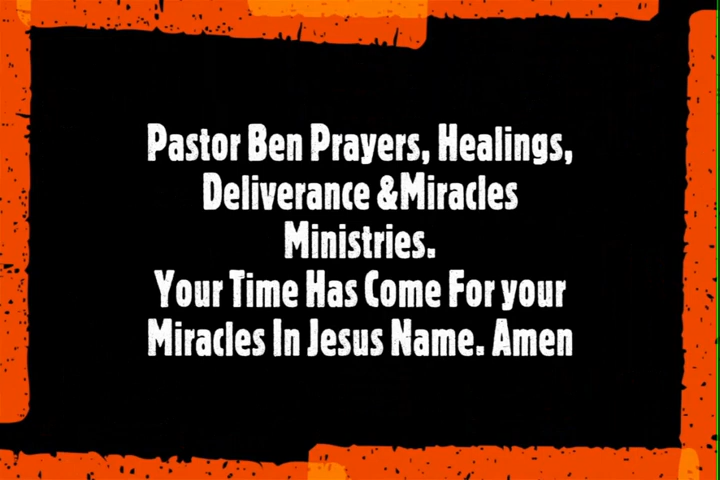 Pastor Ben Prayers, Healings,
Deliverance &Miracles
Ministries.
Your Time Has Come For your
Miracles In Jesus Name. Amen